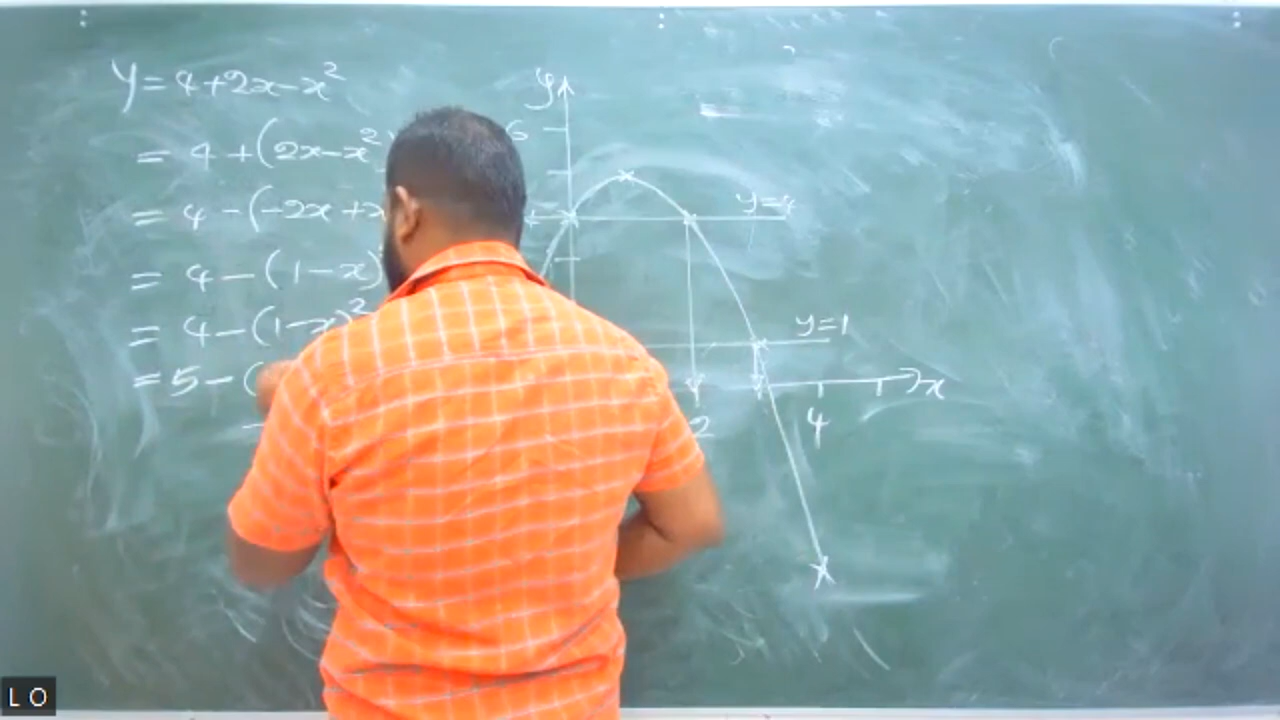 y=4+2x-x²
= 4+(2x-x²
= 4-(-2x+x
= 4-(1-x)
= 4-(1-x)²
=5-(
y
6
y=4
y=1
x
2
4
L O